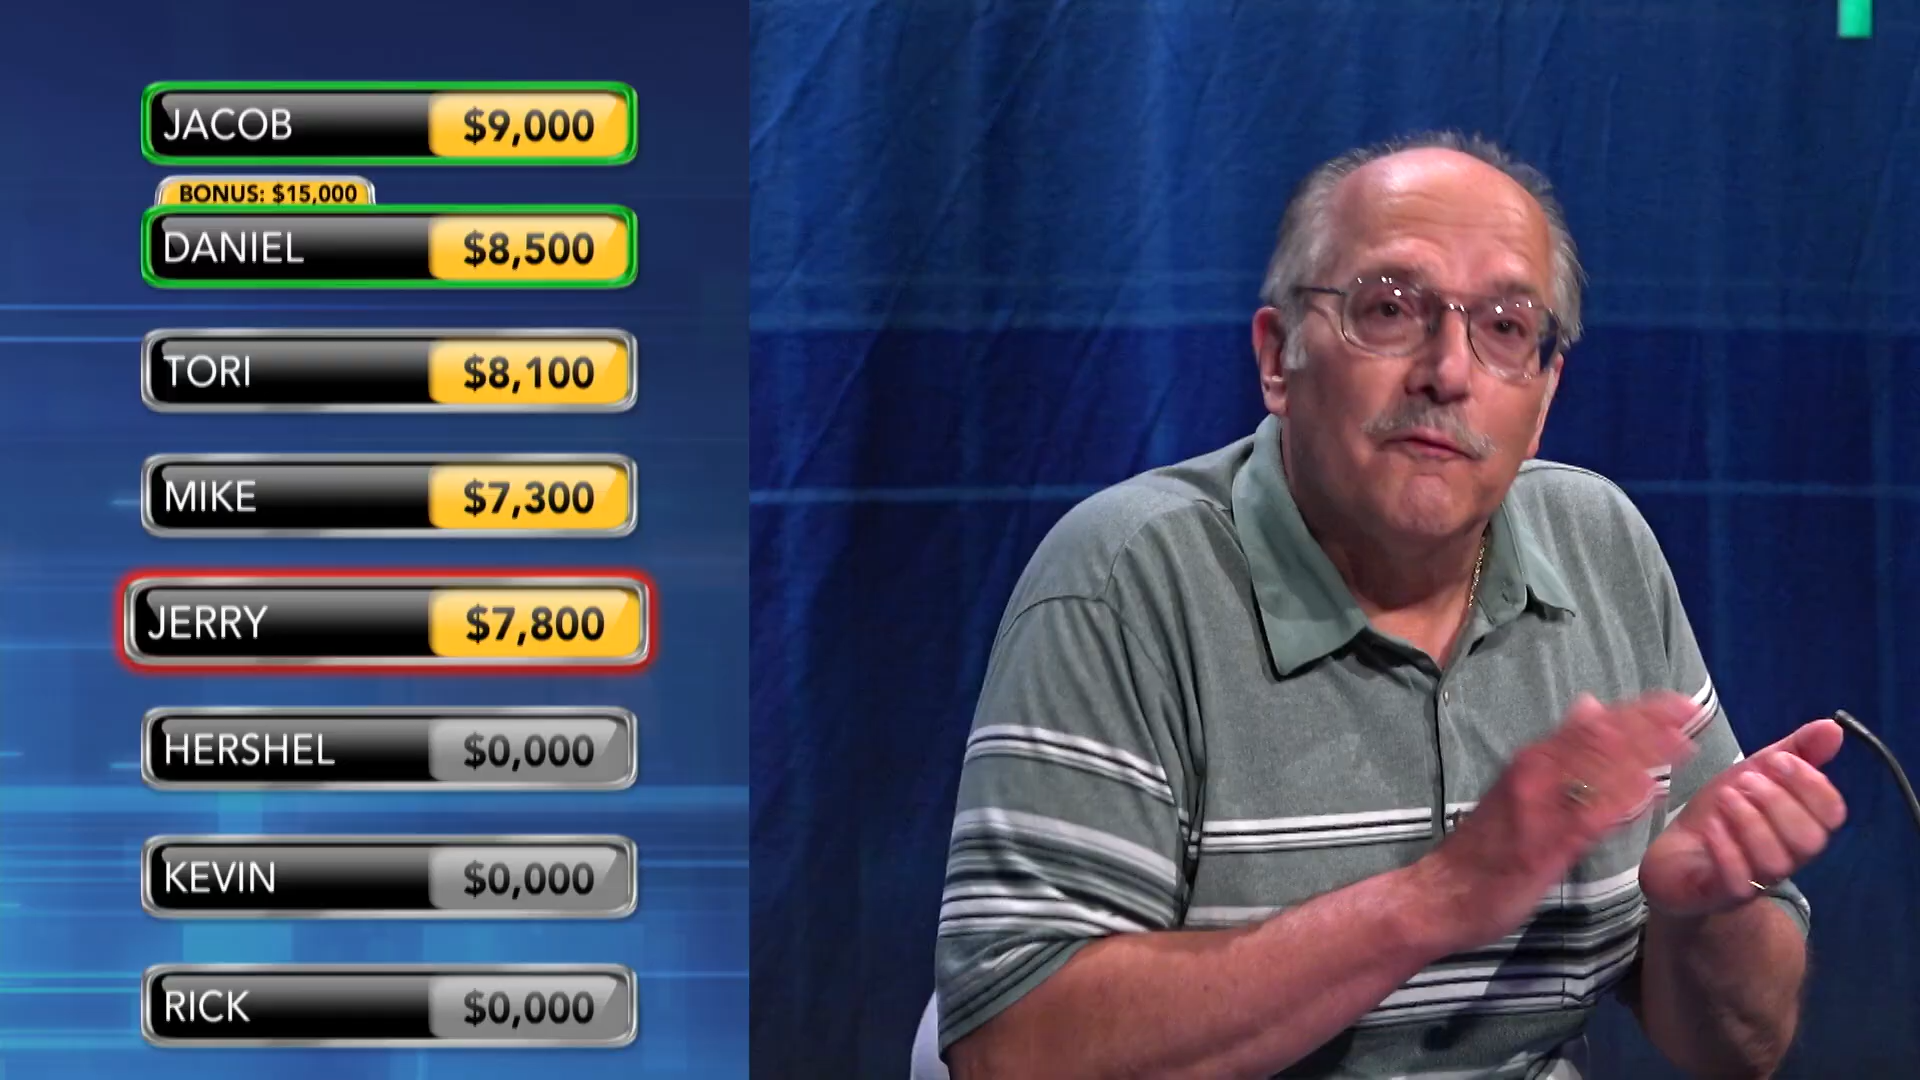 JACOB $9,000
BONUS: $15,000
DANIEL $8,500
TORI $8,100
MIKE $7,300
JERRY $7,800
HERSHEL $0,000
KEVIN $0,000
RICK $0,000